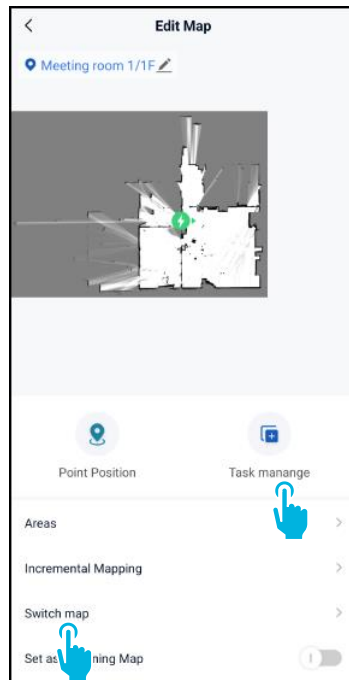 Edit Map
Meeting room 1/1F
Point Position
Task manange
Areas
Incremental Mapping
Switch map
Set as ning Map